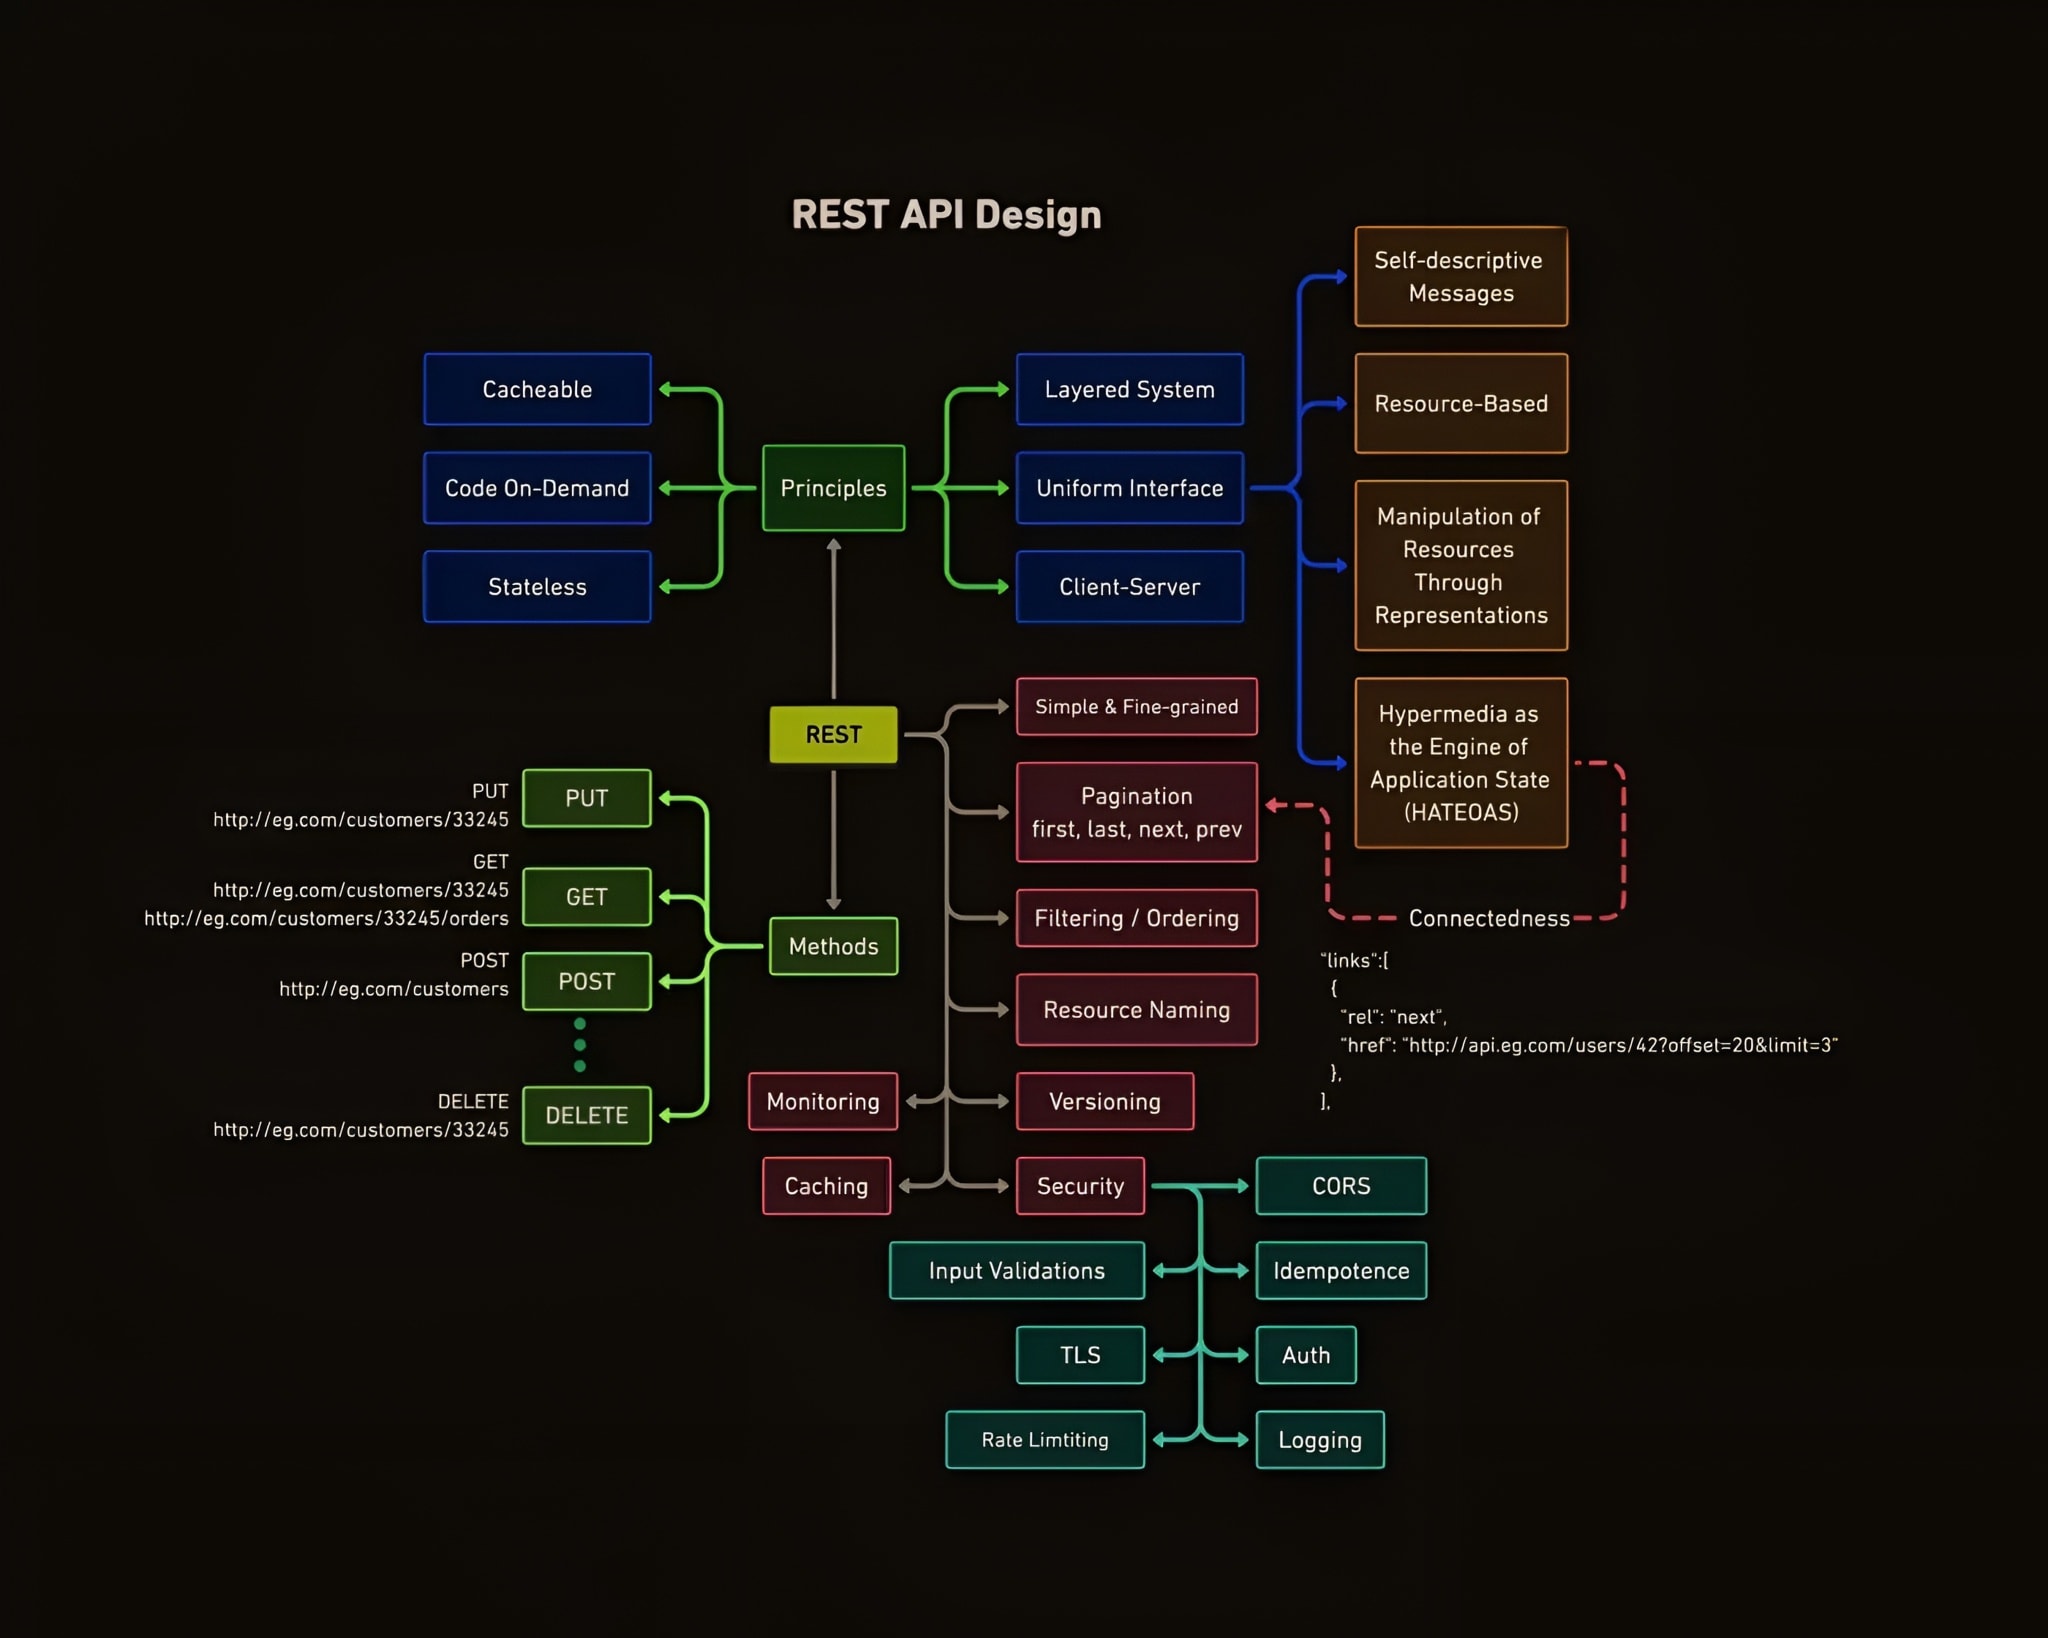 REST API Design
Cacheable
Code On-Demand
Stateless
Principles
Layered System
Uniform Interface
Client-Server
Self-descriptive
Messages
Resource-Based
Manipulation of
Resources
Through
Representations
Hypermedia as
the Engine of
Application State
(HATEOAS)
REST
Simple & Fine-grained
Pagination
first, last, next, prev
Filtering / Ordering
Resource Naming
Connectedness
"links":[
{
"rel": "next",
"href": "http://api.eg.com/users/42?offset=20&limit=3"
},
],
PUT
http://eg.com/customers/33245
PUT
GET
http://eg.com/customers/33245
http://eg.com/customers/33245/orders
GET
POST
http://eg.com/customers
POST
DELETE
http://eg.com/customers/33245
DELETE
Methods
Monitoring
Versioning
Caching
Security
CORS
Input Validations
Idempotence
TLS
Auth
Rate Limtiting
Logging